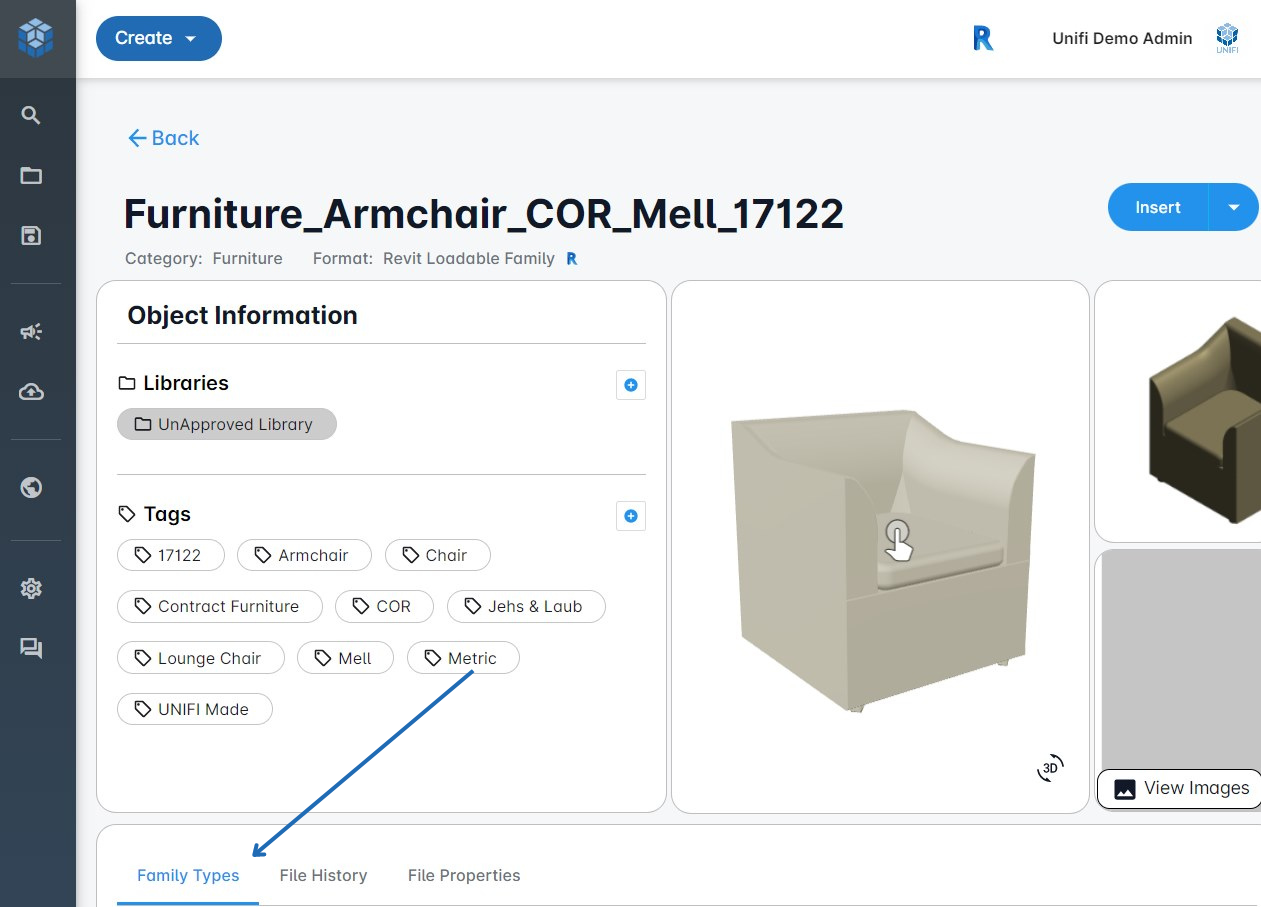 Create
R
Unifi Demo Admin
UNIFI
Back
Furniture_Armchair_COR_Mell_17122
Insert
Category: Furniture Format: Revit Loadable Family R
Object Information
Libraries
UnApproved Library
Tags
17122 Armchair Chair
Contract Furniture COR Jehs & Laub
Lounge Chair Mell Metric
UNIFI Made
3D
View Images
Family Types File History File Properties